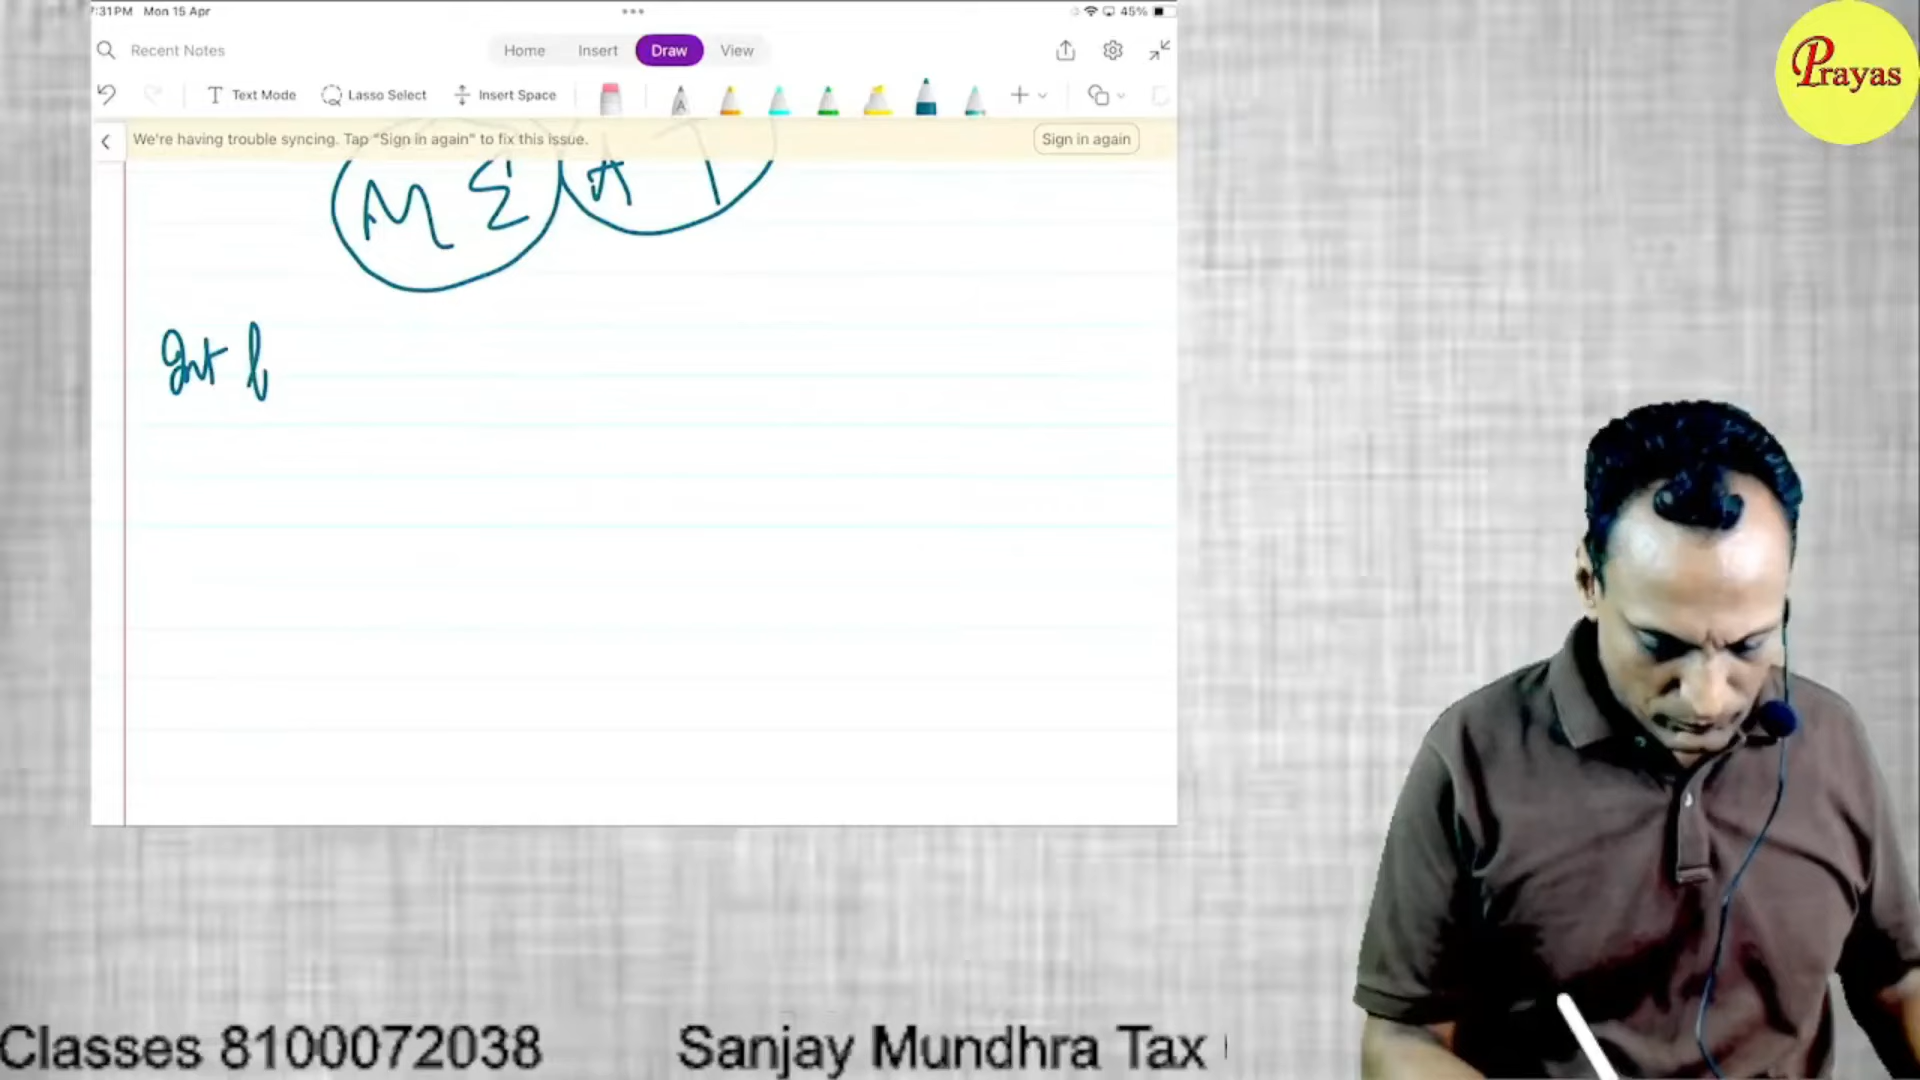 7:31PM Mon 15 Apr
45%
Recent Notes
Home Insert Draw View
Text Mode Lasso Select Insert Space
We're having trouble syncing. Tap "Sign in again" to fix this issue.
Sign in again
M E A T
Int
Prayas
Classes 8100072038 Sanjay Mundhra Tax